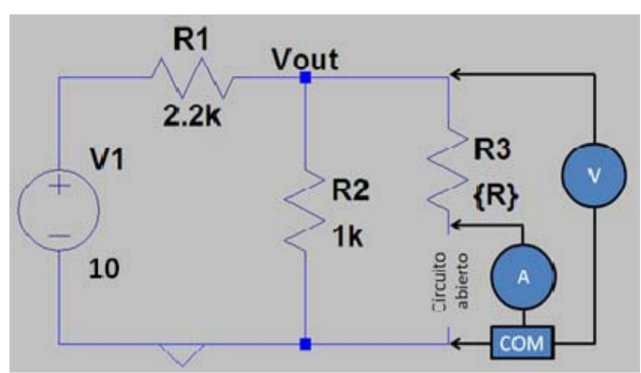 R1
Vout
2.2k
V1
R2
R3
V
{R}
10
1k
Circuito
abierto
A
COM